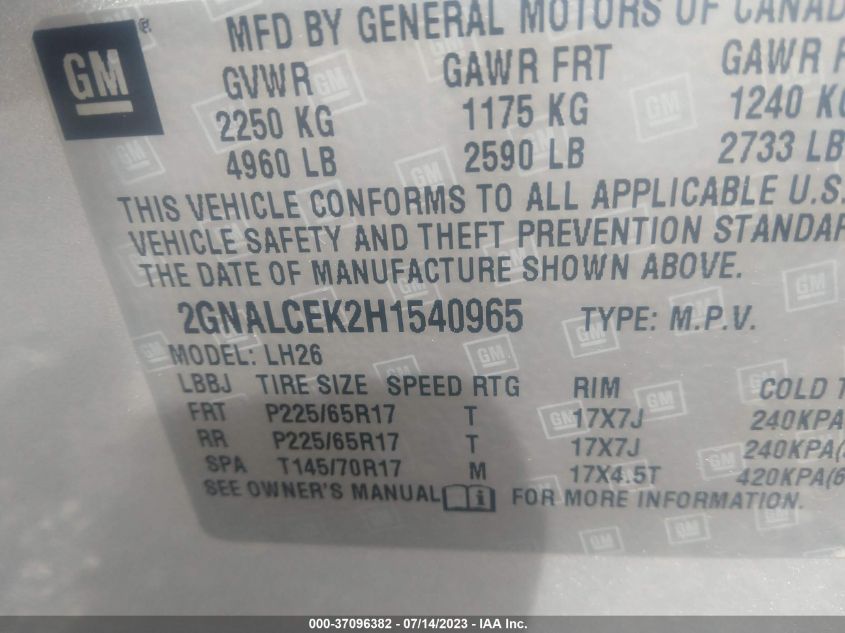 GM
MFD BY GENERAL MOTORS OF CANAD
GVWR GAWR FRT GAWR
2250 KG 1175 KG 1240 KG
4960 LB 2590 LB 2733 LB
THIS VEHICLE CONFORMS TO ALL APPLICABLE U.S.
VEHICLE SAFETY AND THEFT PREVENTION STANDAR
THE DATE OF MANUFACTURE SHOWN ABOVE.
2GNALCEK2H1540965 TYPE: M.P.V.
MODEL: LH26
LBBJ TIRE SIZE SPEED RTG RIM COLD
FRT P225/65R17 T 17X7J 240KPA
RR P225/65R17 T 17X7J 240KPA(
SPA T145/70R17 M 17X4.5T 420KPA(6
SEE OWNER'S MANUAL i FOR MORE INFORMATION.
000-37096382 - 07/14/2023 - IAA Inc.